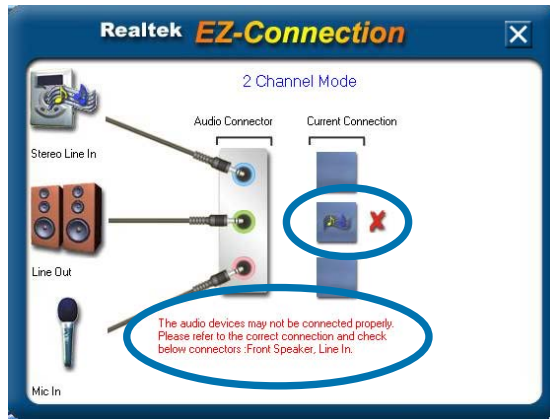 Realtek EZ-Connection
2 Channel Mode
Audio Connector Current Connection
Stereo Line In
Line Out
The audio devices may not be connected properly.
Please refer to the correct connection and check
below connectors :Front Speaker, Line In.
Mic In